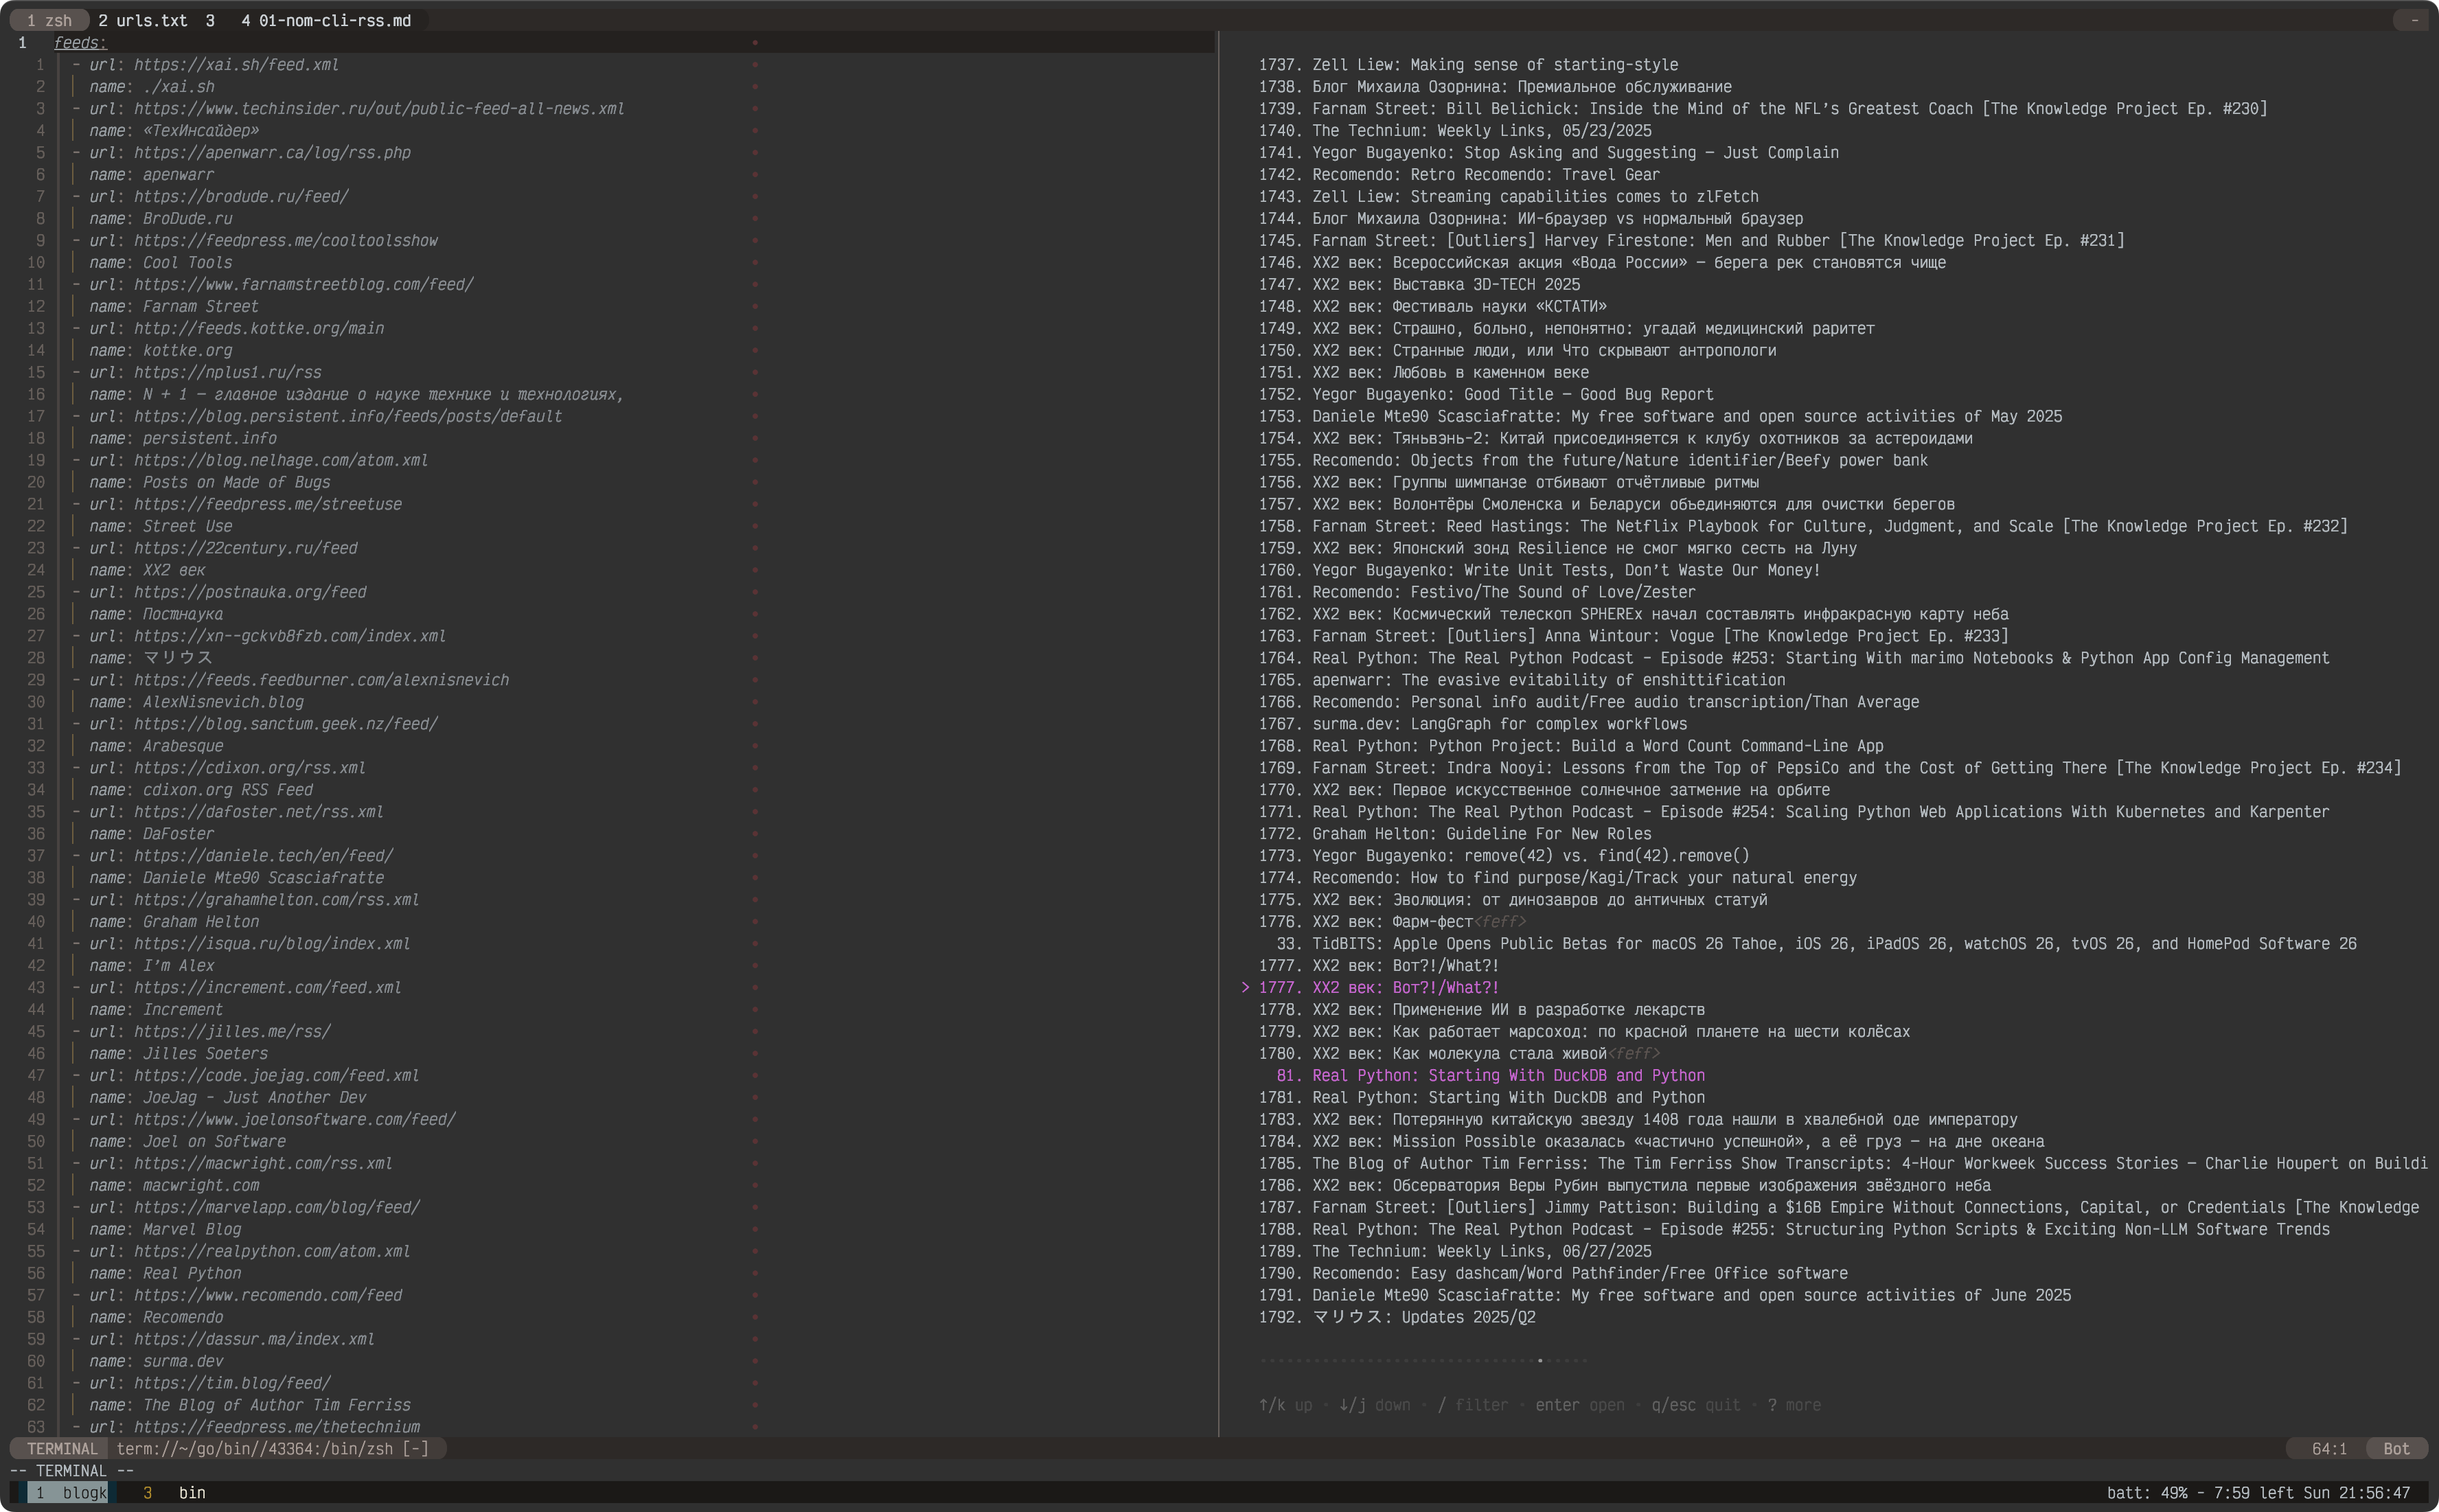 1 zsh  2 urls.txt  3   4 01-nom-cli-rss.md  -
1 feeds:
1 - url: https://xai.sh/feed.xml
2 name: ./xai.sh
3 - url: https://www.techinsider.ru/out/public-feed-all-news.xml
4 name: «ТехИнсайдер»
5 - url: https://apenwarr.ca/log/rss.php
6 name: apenwarr
7 - url: https://brodude.ru/feed/
8 name: BroDude.ru
9 - url: https://feedpress.me/cooltoolsshow
10 name: Cool Tools
11 - url: https://www.farnamstreetblog.com/feed/
12 name: Farnam Street
13 - url: http://feeds.kottke.org/main
14 name: kottke.org
15 - url: https://nplus1.ru/rss
16 name: N + 1 — главное издание о науке технике и технологиях,
17 - url: https://blog.persistent.info/feeds/posts/default
18 name: persistent.info
19 - url: https://blog.nelhage.com/atom.xml
20 name: Posts on Made of Bugs
21 - url: https://feedpress.me/streetuse
22 name: Street Use
23 - url: https://22century.ru/feed
24 name: XX2 век
25 - url: https://postnauka.org/feed
26 name: Постнаука
27 - url: https://xn--gckvb8fzb.com/index.xml
28 name: マリウス
29 - url: https://feeds.feedburner.com/alexnisnevich
30 name: AlexNisnevich.blog
31 - url: https://blog.sanctum.geek.nz/feed/
32 name: Arabesque
33 - url: https://cdixon.org/rss.xml
34 name: cdixon.org RSS Feed
35 - url: https://dafoster.net/rss.xml
36 name: DaFoster
37 - url: https://daniele.tech/en/feed/
38 name: Daniele Mte90 Scasciafratte
39 - url: https://grahamhelton.com/rss.xml
40 name: Graham Helton
41 - url: https://isqua.ru/blog/index.xml
42 name: I’m Alex
43 - url: https://increment.com/feed.xml
44 name: Increment
45 - url: https://jilles.me/rss/
46 name: Jilles Soeters
47 - url: https://code.joejag.com/feed.xml
48 name: JoeJag - Just Another Dev
49 - url: https://www.joelonsoftware.com/feed/
50 name: Joel on Software
51 - url: https://macwright.com/rss.xml
52 name: macwright.com
53 - url: https://marvelapp.com/blog/feed/
54 name: Marvel Blog
55 - url: https://realpython.com/atom.xml
56 name: Real Python
57 - url: https://www.recomendo.com/feed
58 name: Recomendo
59 - url: https://dassur.ma/index.xml
60 name: surma.dev
61 - url: https://tim.blog/feed/
62 name: The Blog of Author Tim Ferriss
63 - url: https://feedpress.me/thetechnium
1737. Zell Liew: Making sense of starting-style
1738. Блог Михаила Озорнина: Премиальное обслуживание
1739. Farnam Street: Bill Belichick: Inside the Mind of the NFL’s Greatest Coach [The Knowledge Project Ep. #230]
1740. The Technium: Weekly Links, 05/23/2025
1741. Yegor Bugayenko: Stop Asking and Suggesting — Just Complain
1742. Recomendo: Retro Recomendo: Travel Gear
1743. Zell Liew: Streaming capabilities comes to zlFetch
1744. Блог Михаила Озорнина: ИИ-браузер vs нормальный браузер
1745. Farnam Street: [Outliers] Harvey Firestone: Men and Rubber [The Knowledge Project Ep. #231]
1746. XX2 век: Всероссийская акция «Вода России» — берега рек становятся чище
1747. XX2 век: Выставка 3D-TECH 2025
1748. XX2 век: Фестиваль науки «КСТАТИ»
1749. XX2 век: Страшно, больно, непонятно: угадай медицинский раритет
1750. XX2 век: Странные люди, или Что скрывают антропологи
1751. XX2 век: Любовь в каменном веке
1752. Yegor Bugayenko: Good Title — Good Bug Report
1753. Daniele Mte90 Scasciafratte: My free software and open source activities of May 2025
1754. XX2 век: Тяньвэнь-2: Китай присоединяется к клубу охотников за астероидами
1755. Recomendo: Objects from the future/Nature identifier/Beefy power bank
1756. XX2 век: Группы шимпанзе отбивают отчётливые ритмы
1757. XX2 век: Волонтёры Смоленска и Беларуси объединяются для очистки берегов
1758. Farnam Street: Reed Hastings: The Netflix Playbook for Culture, Judgment, and Scale [The Knowledge Project Ep. #232]
1759. XX2 век: Японский зонд Resilience не смог мягко сесть на Луну
1760. Yegor Bugayenko: Write Unit Tests, Don’t Waste Our Money!
1761. Recomendo: Festivo/The Sound of Love/Zester
1762. XX2 век: Космический телескоп SPHEREx начал составлять инфракрасную карту неба
1763. Farnam Street: [Outliers] Anna Wintour: Vogue [The Knowledge Project Ep. #233]
1764. Real Python: The Real Python Podcast – Episode #253: Starting With marimo Notebooks & Python App Config Management
1765. apenwarr: The evasive evitability of enshittification
1766. Recomendo: Personal info audit/Free audio transcription/Than Average
1767. surma.dev: LangGraph for complex workflows
1768. Real Python: Python Project: Build a Word Count Command-Line App
1769. Farnam Street: Indra Nooyi: Lessons from the Top of PepsiCo and the Cost of Getting There [The Knowledge Project Ep. #234]
1770. XX2 век: Первое искусственное солнечное затмение на орбите
1771. Real Python: The Real Python Podcast – Episode #254: Scaling Python Web Applications With Kubernetes and Karpenter
1772. Graham Helton: Guideline For New Roles
1773. Yegor Bugayenko: remove(42) vs. find(42).remove()
1774. Recomendo: How to find purpose/Kagi/Track your natural energy
1775. XX2 век: Эволюция: от динозавров до античных статуй
1776. XX2 век: Фарм-фест<feff>
33. TidBITS: Apple Opens Public Betas for macOS 26 Tahoe, iOS 26, iPadOS 26, watchOS 26, tvOS 26, and HomePod Software 26
1777. XX2 век: Вот?!/What?!
> 1777. XX2 век: Вот?!/What?!
1778. XX2 век: Применение ИИ в разработке лекарств
1779. XX2 век: Как работает марсоход: по красной планете на шести колёсах
1780. XX2 век: Как молекула стала живой<feff>
81. Real Python: Starting With DuckDB and Python
1781. Real Python: Starting With DuckDB and Python
1783. XX2 век: Потерянную китайскую звезду 1408 года нашли в хвалебной оде императору
1784. XX2 век: Mission Possible оказалась «частично успешной», а её груз — на дне океана
1785. The Blog of Author Tim Ferriss: The Tim Ferriss Show Transcripts: 4-Hour Workweek Success Stories — Charlie Houpert on Buildi
1786. XX2 век: Обсерватория Веры Рубин выпустила первые изображения звёздного неба
1787. Farnam Street: [Outliers] Jimmy Pattison: Building a $16B Empire Without Connections, Capital, or Credentials [The Knowledge
1788. Real Python: The Real Python Podcast – Episode #255: Structuring Python Scripts & Exciting Non-LLM Software Trends
1789. The Technium: Weekly Links, 06/27/2025
1790. Recomendo: Easy dashcam/Word Pathfinder/Free Office software
1791. Daniele Mte90 Scasciafratte: My free software and open source activities of June 2025
1792. マリウス: Updates 2025/Q2
↑/k up • ↓/j down • / filter • enter open • q/esc quit • ? more
TERMINAL  term://~/go/bin//43364:/bin/zsh [-]  64:1  Bot
-- TERMINAL --
1 blogk  3 bin  batt: 49% - 7:59 left Sun 21:56:47